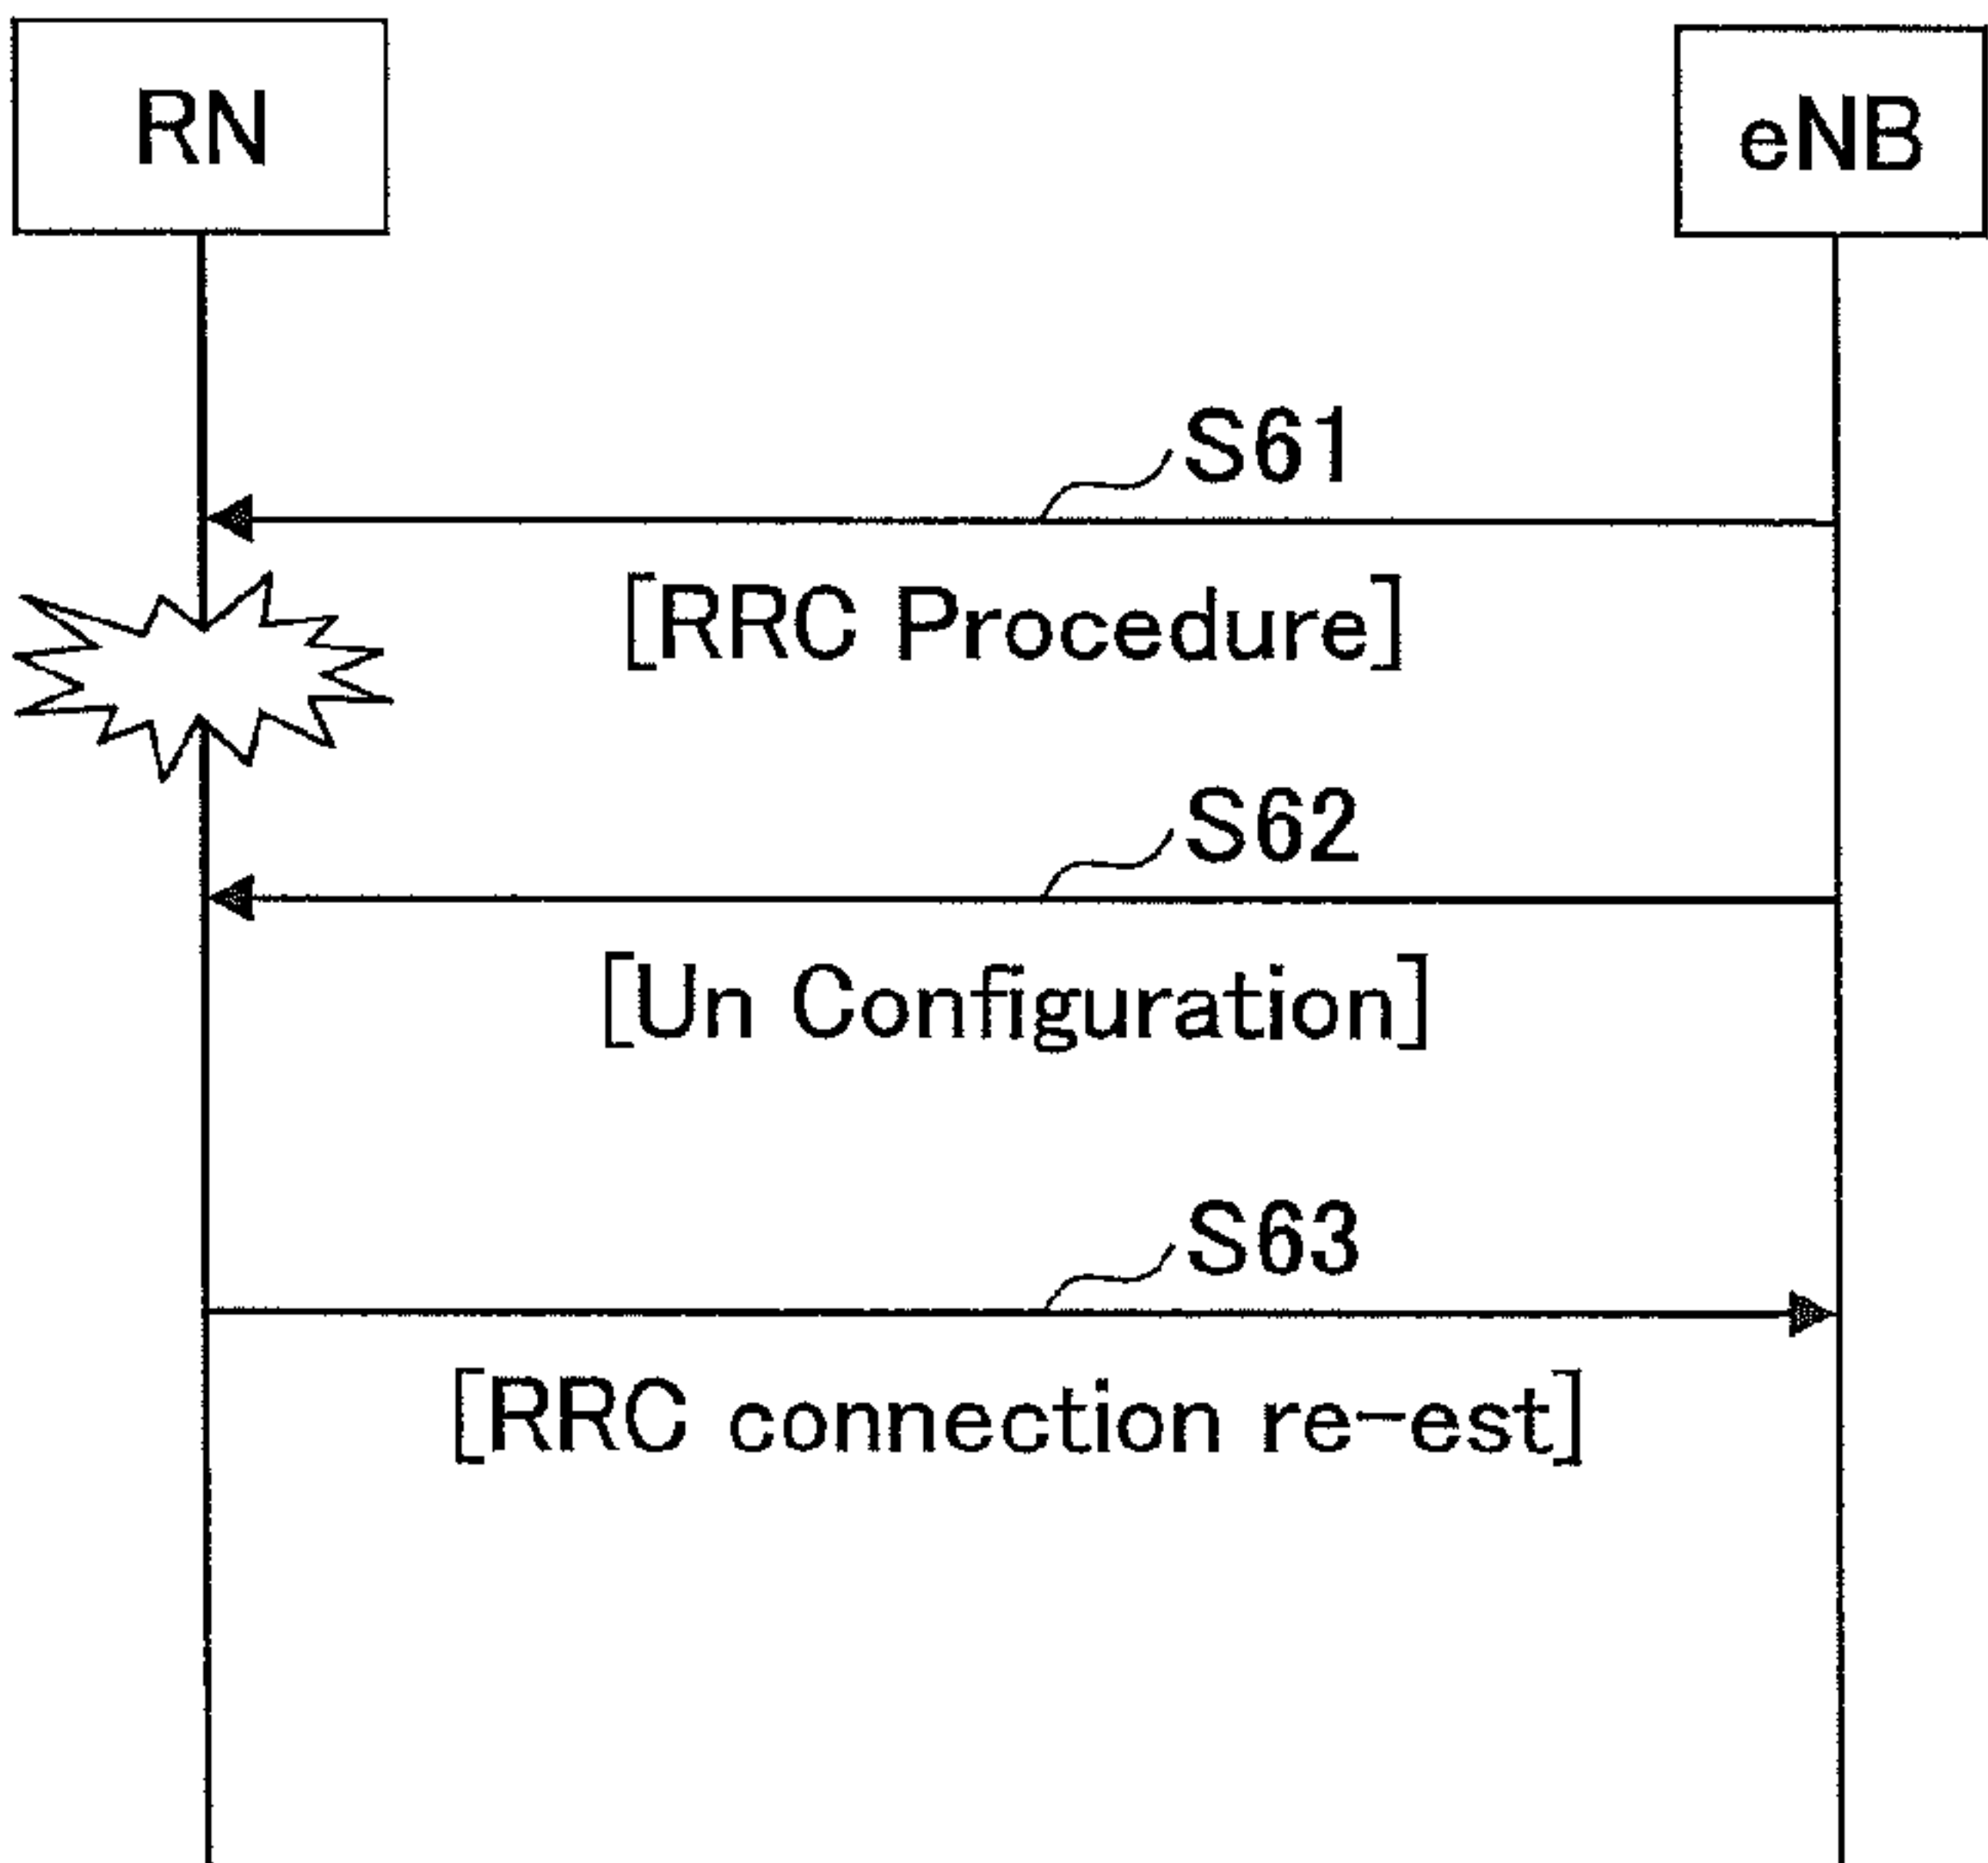 RN
eNB
S61
[RRC Procedure]
S62
[Un Configuration]
S63
[RRC connection re-est]